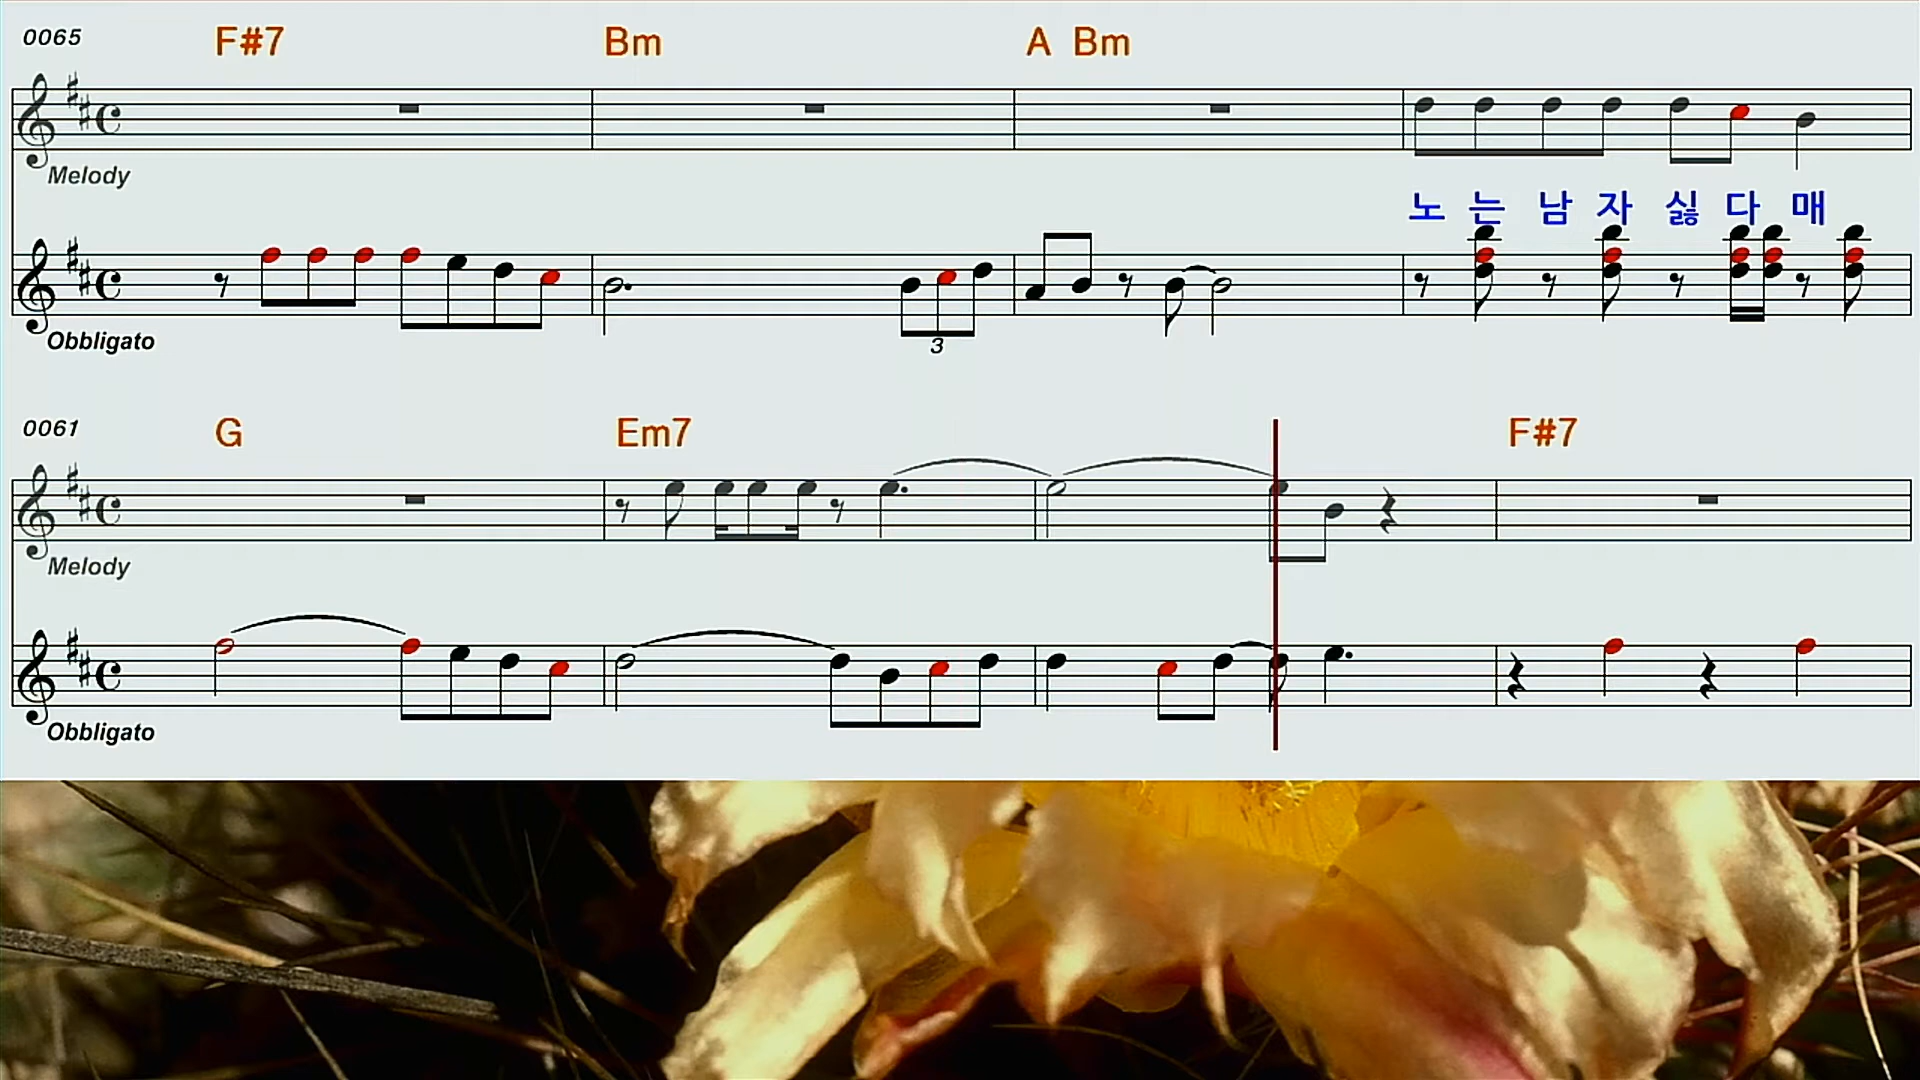 0065 F#7 Bm A Bm
Melody
노 는 남 자 싫 다 매
Obbligato
3
0061 G Em7 F#7
Melody
Obbligato